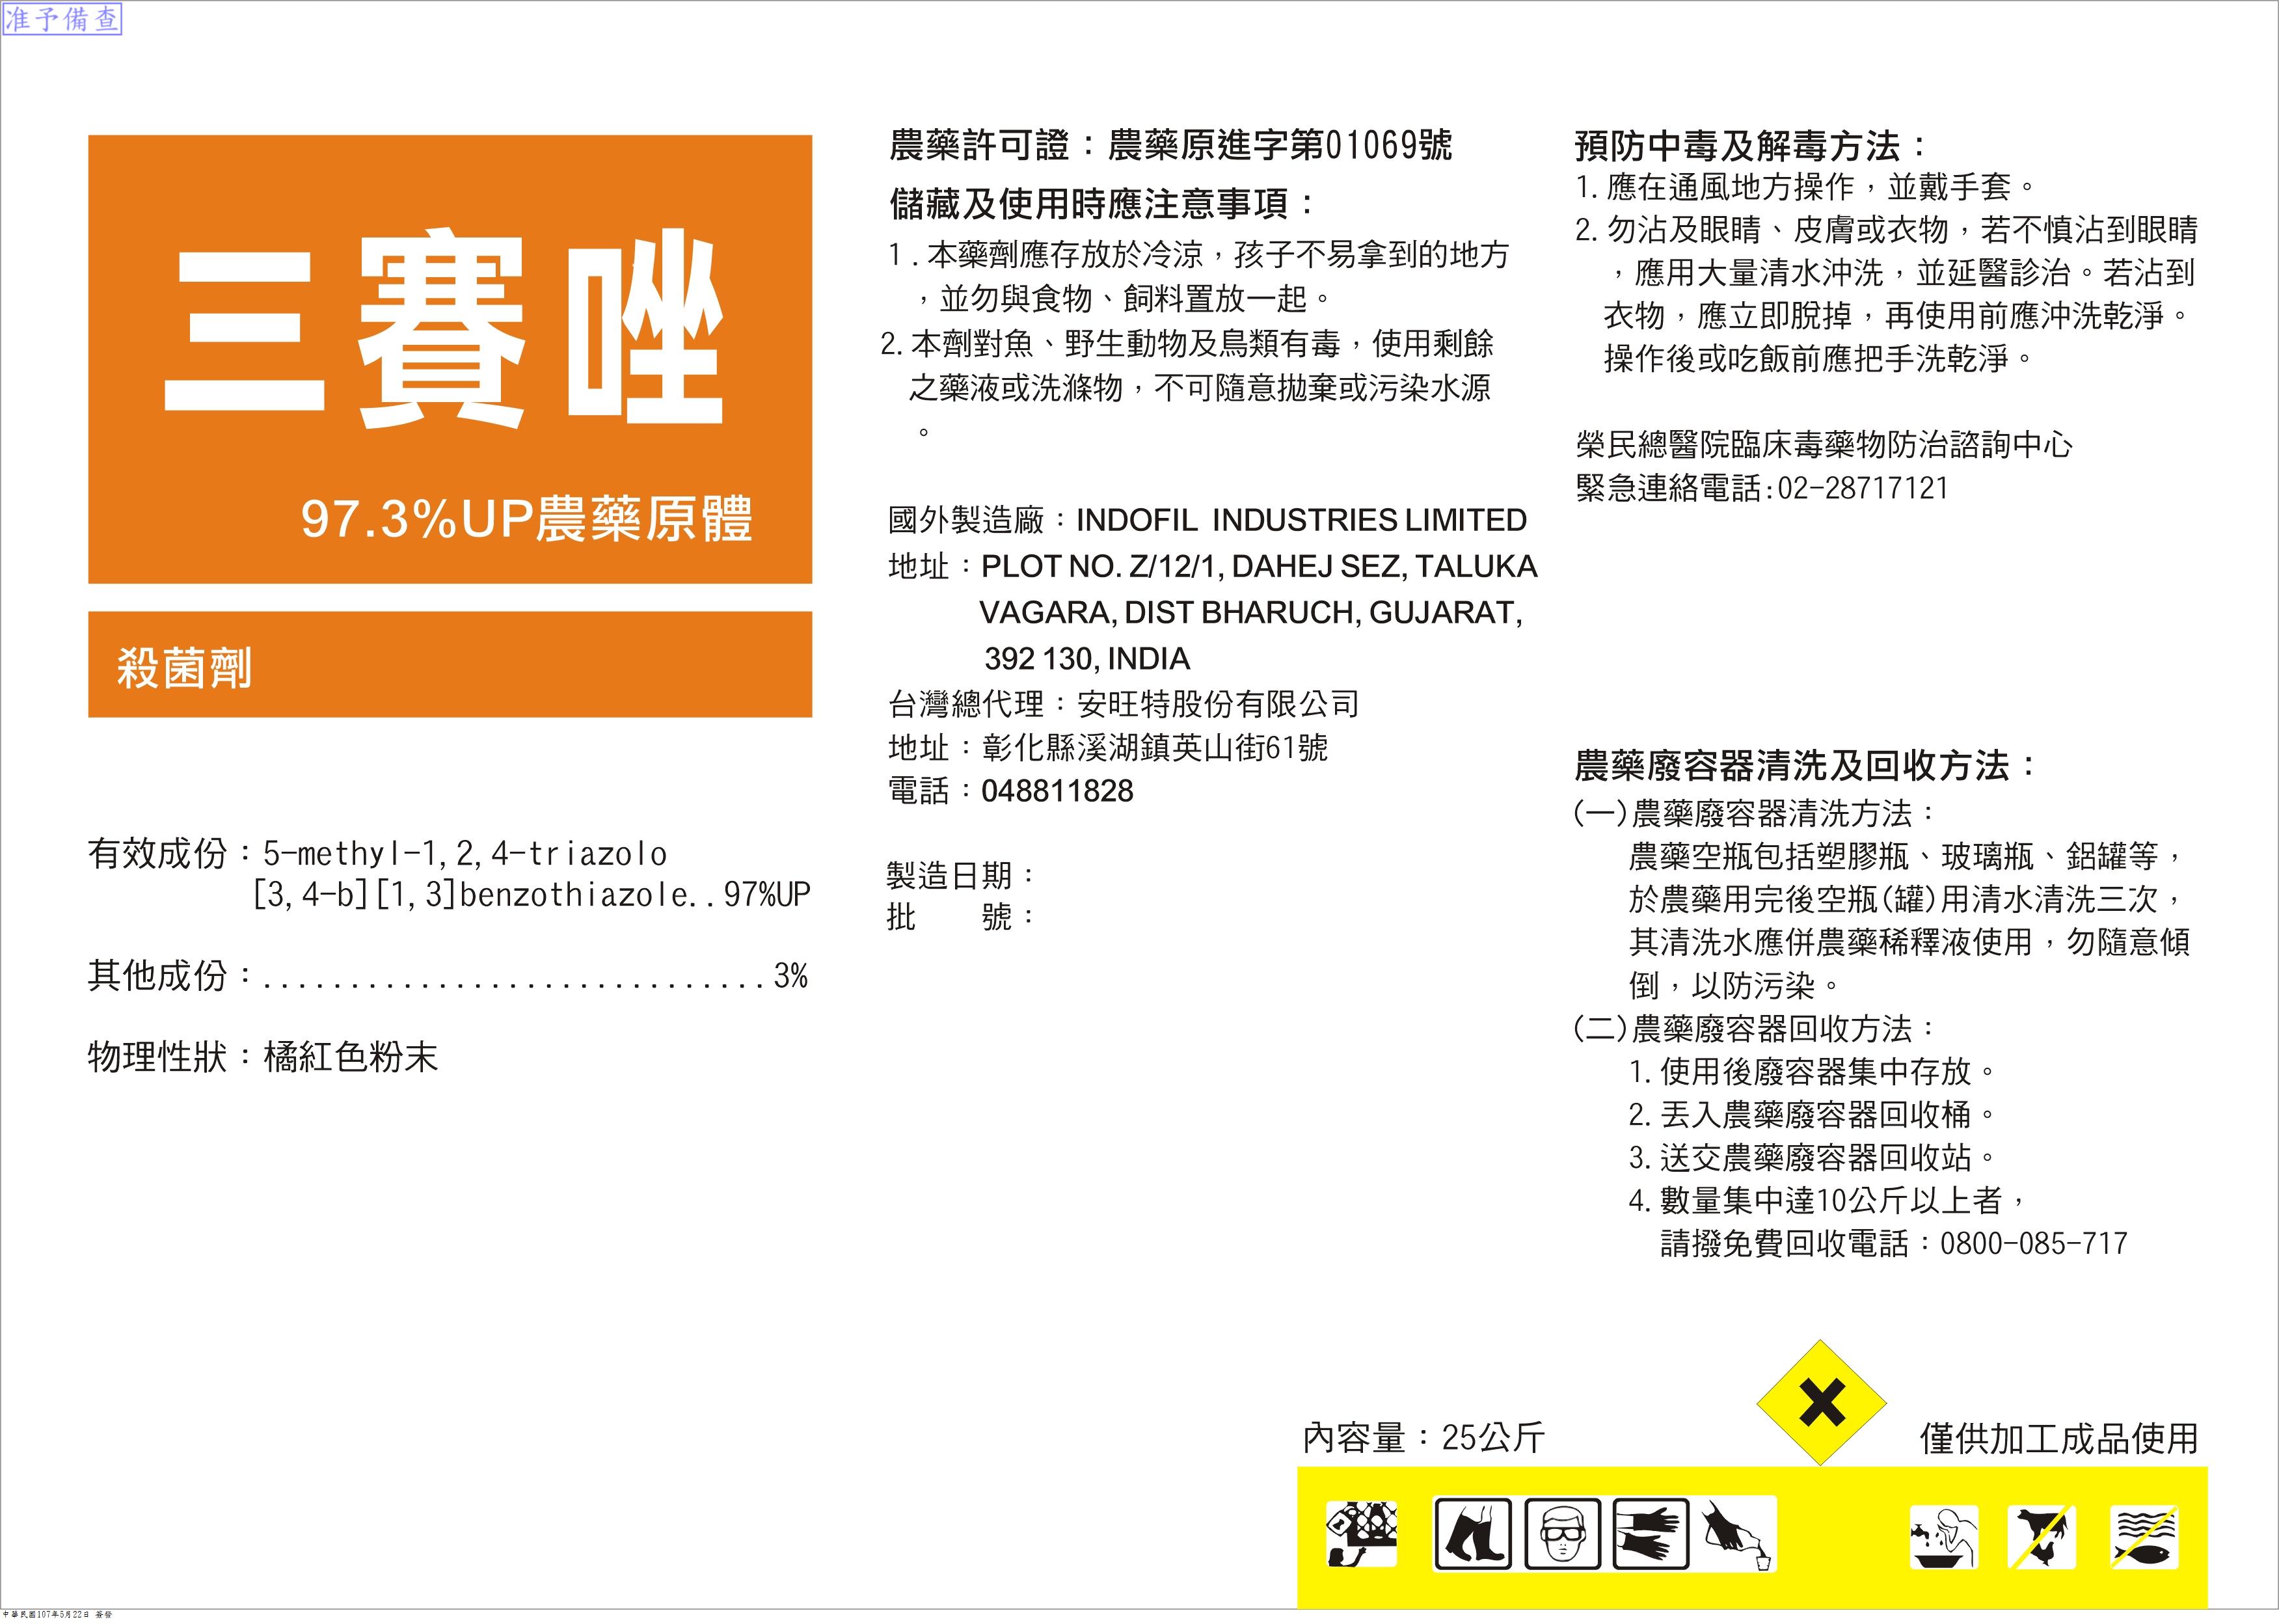 准予備查
三賽唑
97.3%UP農藥原體
殺菌劑
有效成份：5-methyl-1,2,4-triazolo
[3,4-b][1,3]benzothiazole..97%UP
其他成份：.............................3%
物理性狀：橘紅色粉末
農藥許可證：農藥原進字第01069號
儲藏及使用時應注意事項：
1.本藥劑應存放於冷涼，孩子不易拿到的地方
，並勿與食物、飼料置放一起。
2.本劑對魚、野生動物及鳥類有毒，使用剩餘
之藥液或洗滌物，不可隨意拋棄或污染水源
。
國外製造廠：INDOFIL INDUSTRIES LIMITED
地址：PLOT NO. Z/12/1, DAHEJ SEZ, TALUKA
VAGARA, DIST BHARUCH, GUJARAT,
392 130, INDIA
台灣總代理：安旺特股份有限公司
地址：彰化縣溪湖鎮英山街61號
電話：048811828
製造日期：
批　　號：
預防中毒及解毒方法：
1.應在通風地方操作，並戴手套。
2.勿沾及眼睛、皮膚或衣物，若不慎沾到眼睛
，應用大量清水沖洗，並延醫診治。若沾到
衣物，應立即脫掉，再使用前應沖洗乾淨。
操作後或吃飯前應把手洗乾淨。
榮民總醫院臨床毒藥物防治諮詢中心
緊急連絡電話:02-28717121
農藥廢容器清洗及回收方法：
(一)農藥廢容器清洗方法：
農藥空瓶包括塑膠瓶、玻璃瓶、鋁罐等，
於農藥用完後空瓶(罐)用清水清洗三次，
其清洗水應併農藥稀釋液使用，勿隨意傾
倒，以防污染。
(二)農藥廢容器回收方法：
1.使用後廢容器集中存放。
2.丟入農藥廢容器回收桶。
3.送交農藥廢容器回收站。
4.數量集中達10公斤以上者，
請撥免費回收電話：0800-085-717
內容量：25公斤
僅供加工成品使用
中華民國107年5月22日 簽發